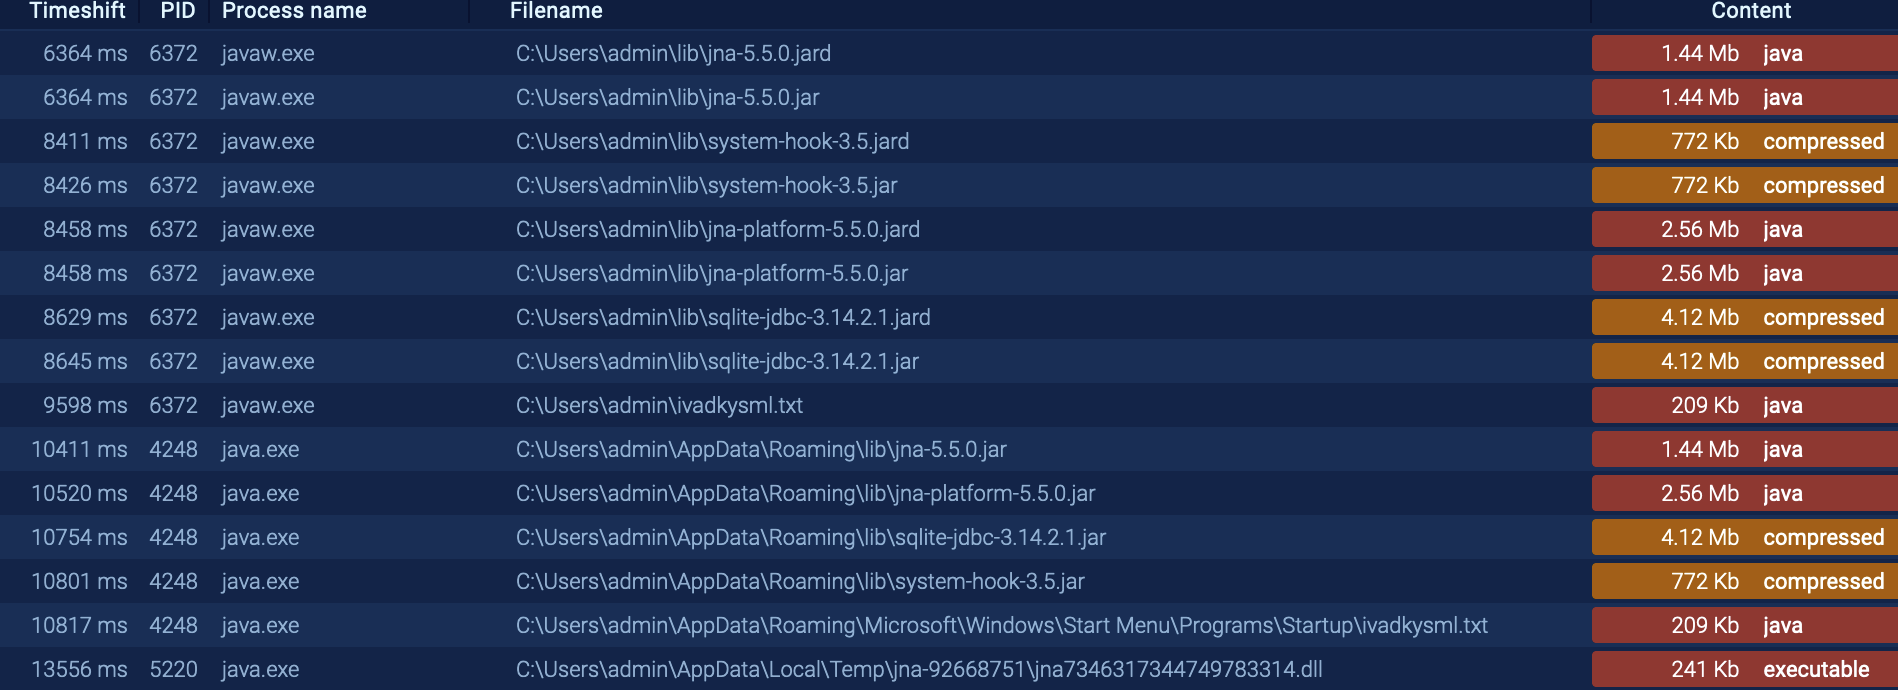 Timeshift PID Process name Filename Content
6364 ms 6372 javaw.exe C:\Users\admin\lib\jna-5.5.0.jard 1.44 Mb java
6364 ms 6372 javaw.exe C:\Users\admin\lib\jna-5.5.0.jar 1.44 Mb java
8411 ms 6372 javaw.exe C:\Users\admin\lib\system-hook-3.5.jard 772 Kb compressed
8426 ms 6372 javaw.exe C:\Users\admin\lib\system-hook-3.5.jar 772 Kb compressed
8458 ms 6372 javaw.exe C:\Users\admin\lib\jna-platform-5.5.0.jard 2.56 Mb java
8458 ms 6372 javaw.exe C:\Users\admin\lib\jna-platform-5.5.0.jar 2.56 Mb java
8629 ms 6372 javaw.exe C:\Users\admin\lib\sqlite-jdbc-3.14.2.1.jard 4.12 Mb compressed
8645 ms 6372 javaw.exe C:\Users\admin\lib\sqlite-jdbc-3.14.2.1.jar 4.12 Mb compressed
9598 ms 6372 javaw.exe C:\Users\admin\ivadkysml.txt 209 Kb java
10411 ms 4248 java.exe C:\Users\admin\AppData\Roaming\lib\jna-5.5.0.jar 1.44 Mb java
10520 ms 4248 java.exe C:\Users\admin\AppData\Roaming\lib\jna-platform-5.5.0.jar 2.56 Mb java
10754 ms 4248 java.exe C:\Users\admin\AppData\Roaming\lib\sqlite-jdbc-3.14.2.1.jar 4.12 Mb compressed
10801 ms 4248 java.exe C:\Users\admin\AppData\Roaming\lib\system-hook-3.5.jar 772 Kb compressed
10817 ms 4248 java.exe C:\Users\admin\AppData\Roaming\Microsoft\Windows\Start Menu\Programs\Startup\ivadkysml.txt 209 Kb java
13556 ms 5220 java.exe C:\Users\admin\AppData\Local\Temp\jna-92668751\jna7346317344749783314.dll 241 Kb executable